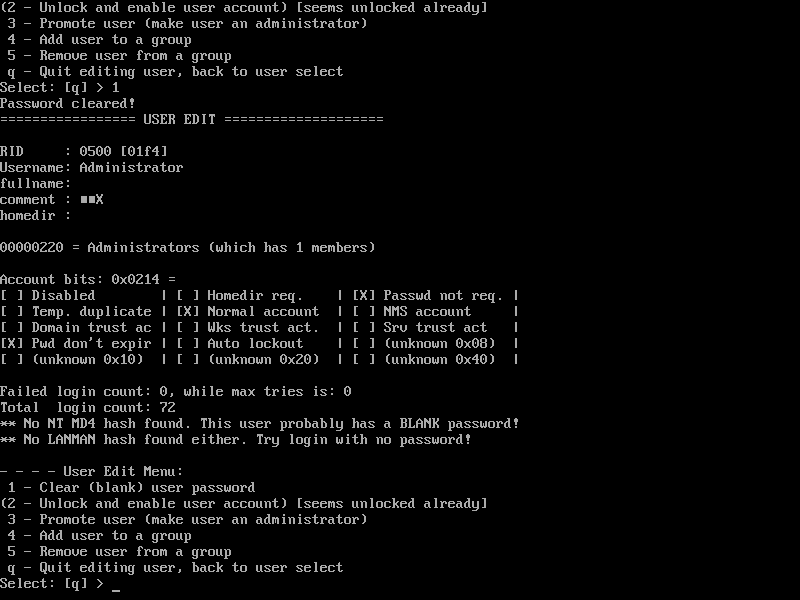 (2 - Unlock and enable user account) [seems unlocked already]
 3 - Promote user (make user an administrator)
 4 - Add user to a group
 5 - Remove user from a group
 q - Quit editing user, back to user select
Select: [q] > 1
Password cleared!
================= USER EDIT ====================
RID     : 0500 [01f4]
Username: Administrator
fullname:
comment : ■■X
homedir :
00000220 = Administrators (which has 1 members)
Account bits: 0x0214 =
[ ] Disabled        | [ ] Homedir req.    | [X] Passwd not req. |
[ ] Temp. duplicate | [X] Normal account  | [ ] NMS account     |
[ ] Domain trust ac | [ ] Wks trust act.  | [ ] Srv trust act   |
[X] Pwd don't expir | [ ] Auto lockout    | [ ] (unknown 0x08)  |
[ ] (unknown 0x10)  | [ ] (unknown 0x20)  | [ ] (unknown 0x40)  |
Failed login count: 0, while max tries is: 0
Total  login count: 72
** No NT MD4 hash found. This user probably has a BLANK password!
** No LANMAN hash found either. Try login with no password!
- - - - User Edit Menu:
 1 - Clear (blank) user password
(2 - Unlock and enable user account) [seems unlocked already]
 3 - Promote user (make user an administrator)
 4 - Add user to a group
 5 - Remove user from a group
 q - Quit editing user, back to user select
Select: [q] > _